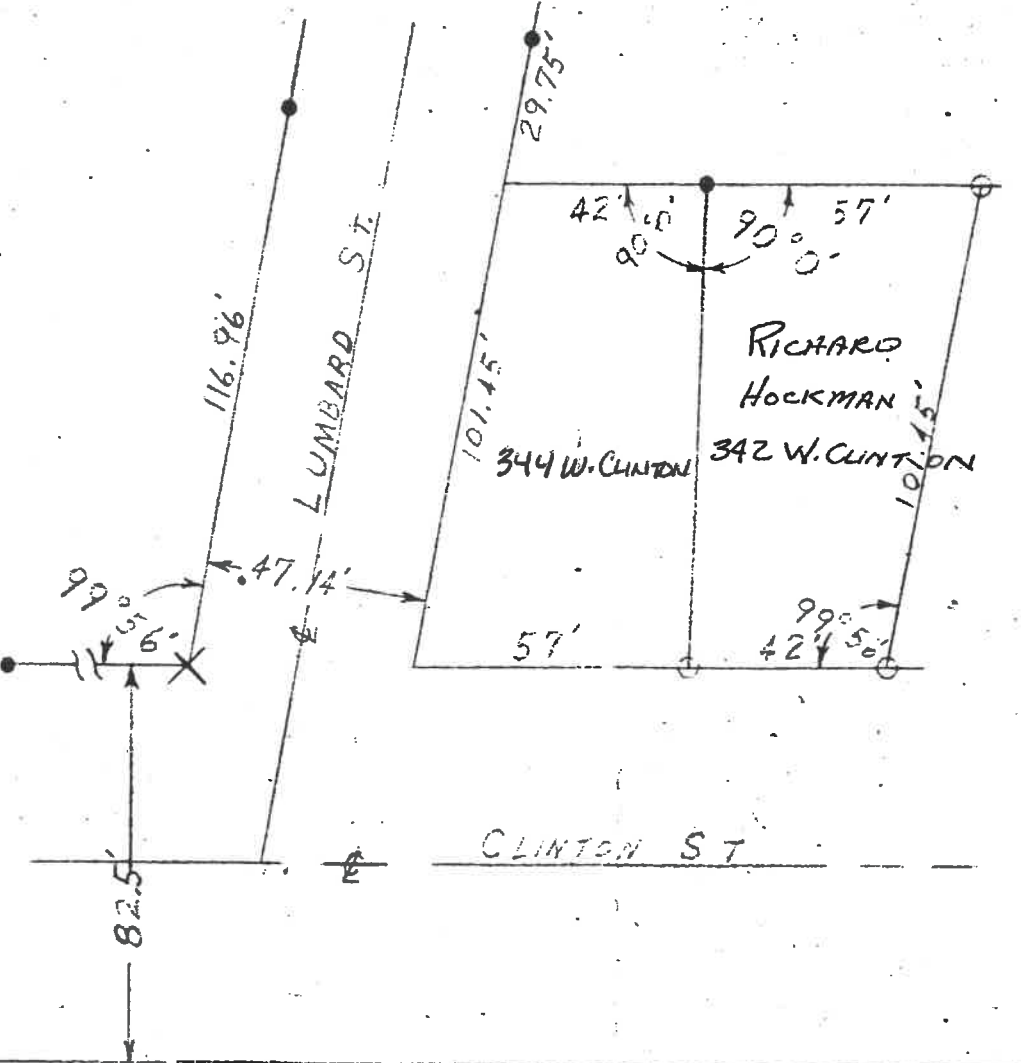 29.75'
42'
57'
90°0'
90°0'
116.96'
LUMBARD ST.
101.45'
RICHARD
HOCKMAN
344 W. CLINTON
342 W. CLINTON
101.45'
47.14'
99°56'
57'
42'
99°56'
CLINTON ST
82.5'